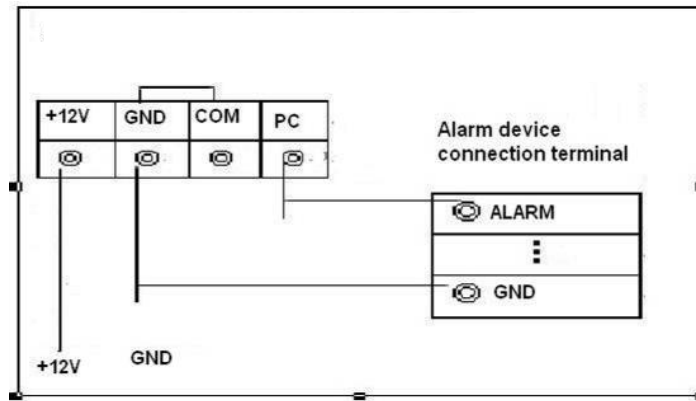 +12V GND COM PC
Alarm device
connection terminal
ALARM
GND
+12V GND